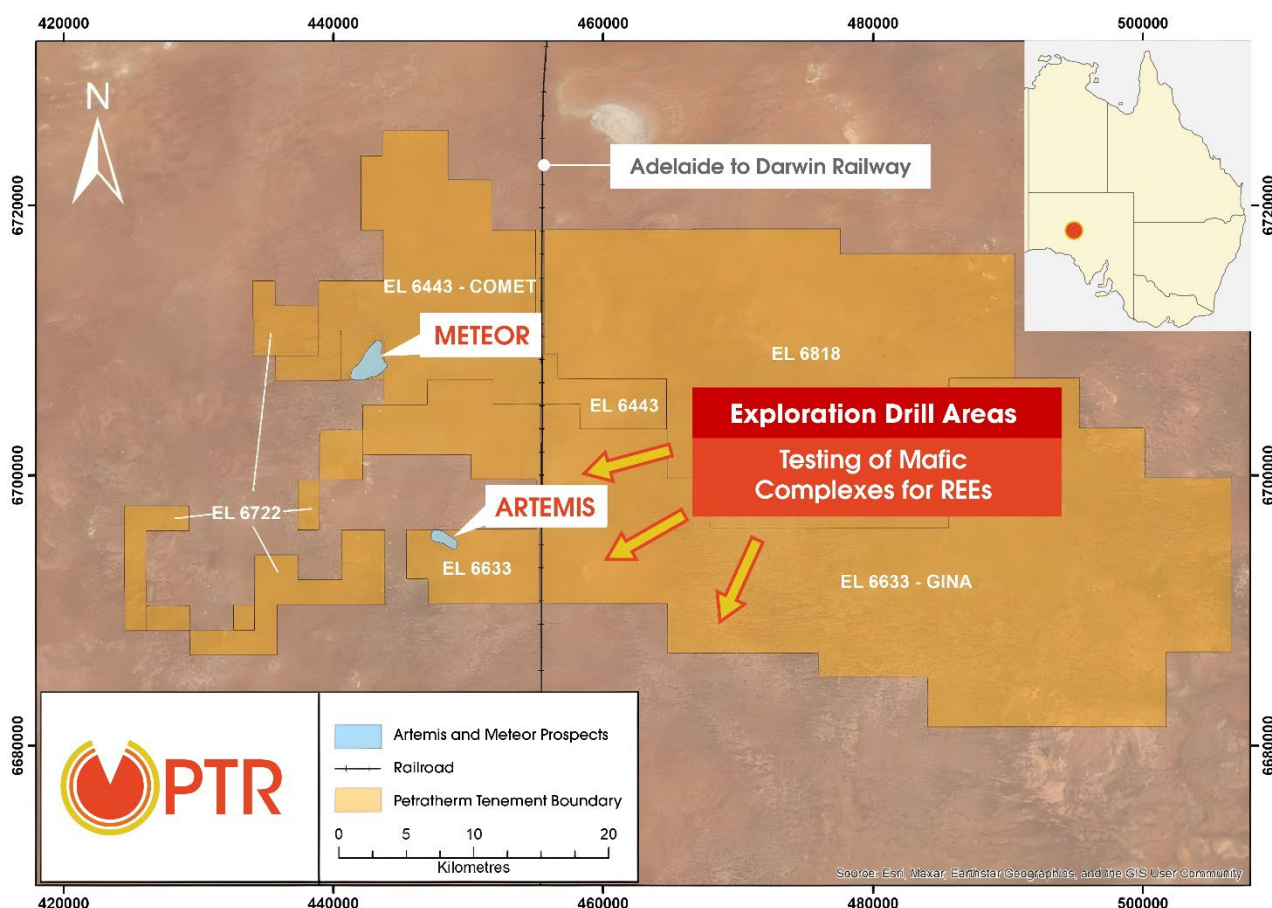 420000
440000
460000
480000
500000
N
Adelaide to Darwin Railway
6720000
6720000
EL 6443 - COMET
METEOR
EL 6818
EL 6443
Exploration Drill Areas
Testing of Mafic
Complexes for REEs
6700000
6700000
ARTEMIS
EL 6722
EL 6633
EL 6633 - GINA
PTR
Artemis and Meteor Prospects
Railroad
Petratherm Tenement Boundary
0 5 10 20
Kilometres
6680000
6680000
Source: Esri, Maxar, Earthstar Geographics, and the GIS User Community
420000
440000
460000
480000
500000